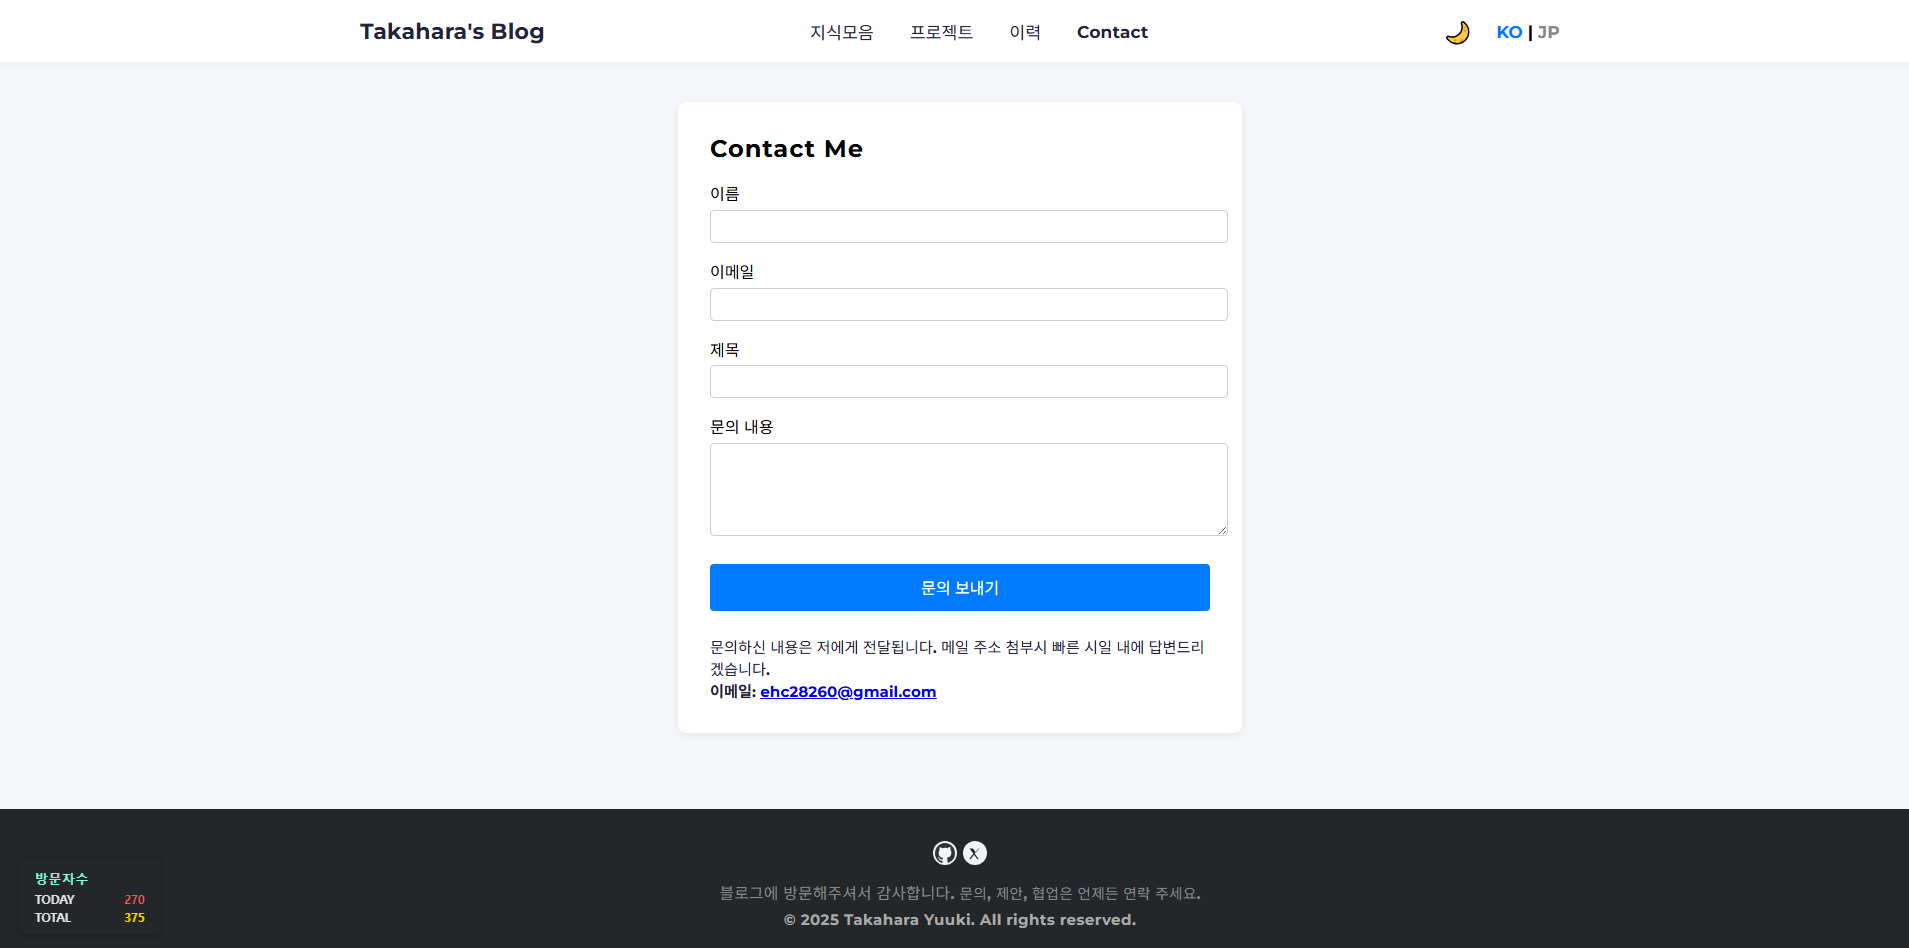 Takahara's Blog
지식모음 프로젝트 이력 Contact
KO | JP
Contact Me
이름
이메일
제목
문의 내용
문의 보내기
문의하신 내용은 저에게 전달됩니다. 메일 주소 첨부시 빠른 시일 내에 답변드리
겠습니다.
이메일: ehc28260@gmail.com
X
블로그에 방문해주셔서 감사합니다. 문의, 제안, 협업은 언제든 연락 주세요.
© 2025 Takahara Yuuki. All rights reserved.
방문자수
TODAY 270
TOTAL 375